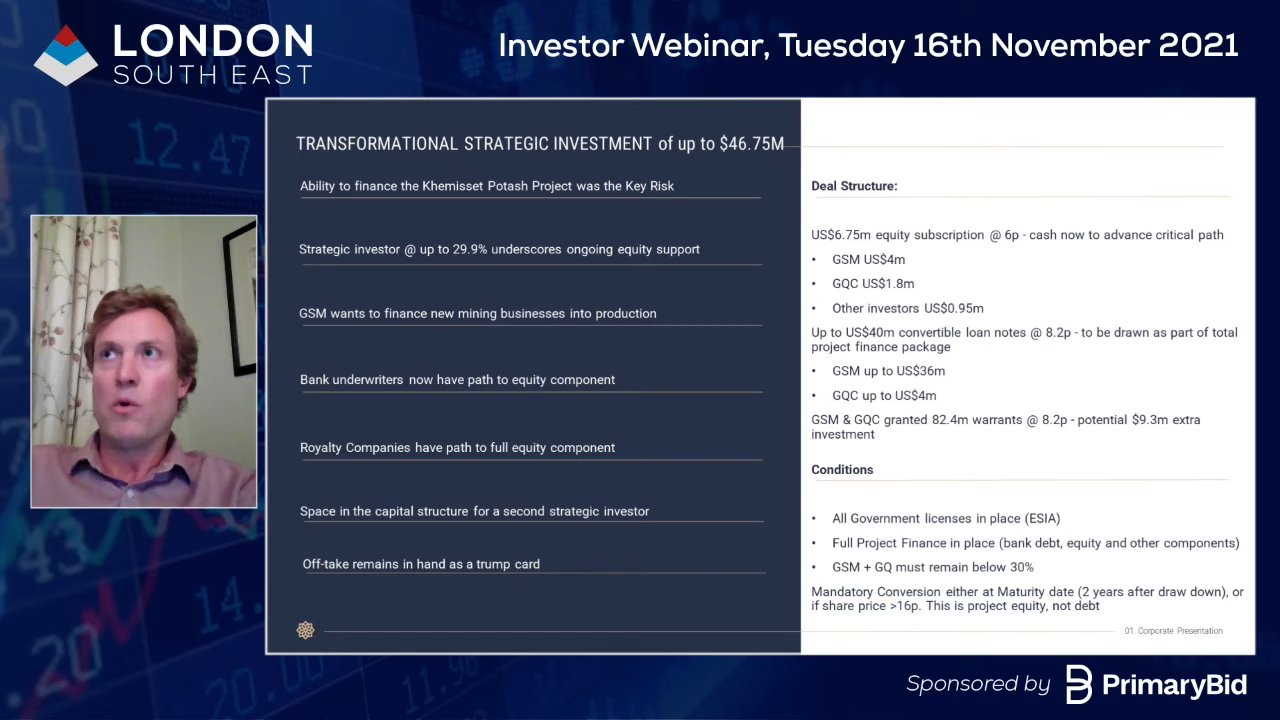 LONDON
SOUTH EAST
Investor Webinar, Tuesday 16th November 2021
12.47
TRANSFORMATIONAL STRATEGIC INVESTMENT of up to $46.75M
Ability to finance the Khemisset Potash Project was the Key Risk
Strategic investor @ up to 29.9% underscores ongoing equity support
GSM wants to finance new mining businesses into production
Bank underwriters now have path to equity component
Royalty Companies have path to full equity component
Space in the capital structure for a second strategic investor
Off-take remains in hand as a trump card
Deal Structure:
US$6.75m equity subscription @ 6p - cash now to advance critical path
• GSM US$4m
• GQC US$1.8m
• Other investors US$0.95m
Up to US$40m convertible loan notes @ 8.2p - to be drawn as part of total
project finance package
• GSM up to US$36m
• GQC up to US$4m
GSM & GQC granted 82.4m warrants @ 8.2p - potential $9.3m extra
investment
Conditions
• All Government licenses in place (ESIA)
• Full Project Finance in place (bank debt, equity and other components)
• GSM + GQ must remain below 30%
Mandatory Conversion either at Maturity date (2 years after draw down), or
if share price >16p. This is project equity, not debt
01. Corporate Presentation
20.00
11.98
Sponsored by PrimaryBid